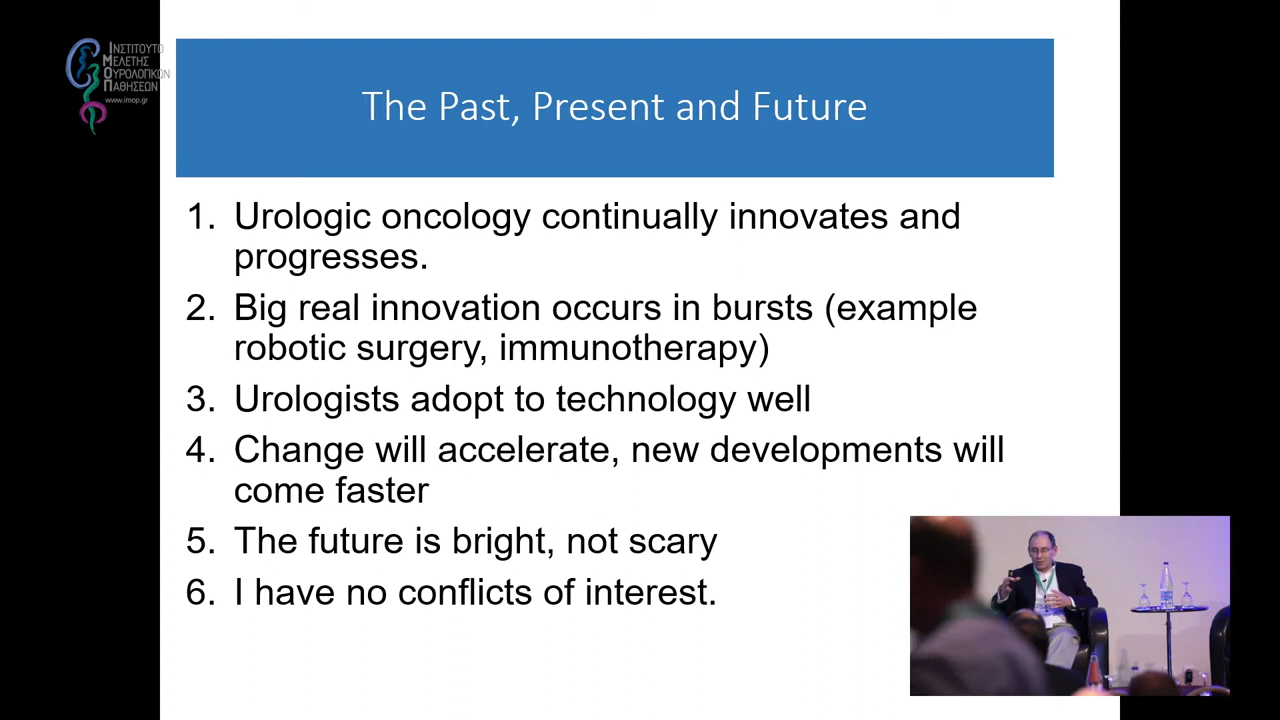 ΙΝΣΤΙΤΟΥΤΟ
ΜΕΛΕΤΗΣ
ΟΥΡΟΛΟΓΙΚΩΝ
ΠΑΘΗΣΕΩΝ
www.imop.gr
The Past, Present and Future
1. Urologic oncology continually innovates and
progresses.
2. Big real innovation occurs in bursts (example
robotic surgery, immunotherapy)
3. Urologists adopt to technology well
4. Change will accelerate, new developments will
come faster
5. The future is bright, not scary
6. I have no conflicts of interest.